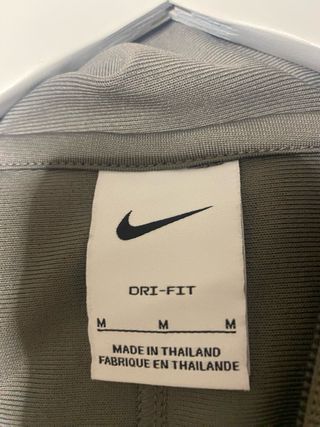 DRI-FIT
M M M
MADE IN THAILAND
FABRIQUE EN THAILANDE